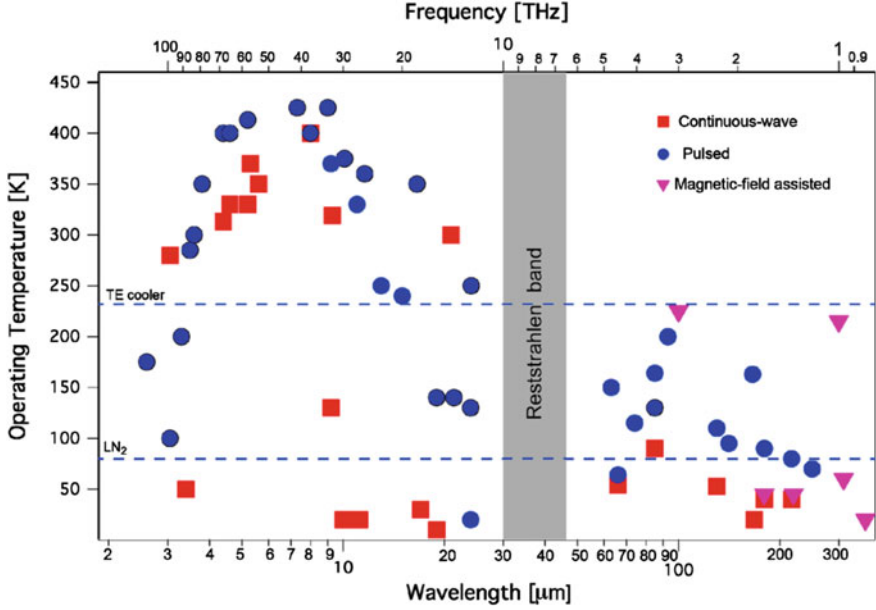 Frequency [THz]
100 90 80 70 60 50 40 30 20 10 9 8 7 6 5 4 3 2 1 0.9
Operating Temperature [K]
450
400
350
300
250
200
150
100
50
Continuous-wave
Pulsed
Magnetic-field assisted
TE cooler
LN₂
Reststrahlen band
2 3 4 5 6 7 8 9 10 20 30 40 50 60 70 80 90 100 200 300
Wavelength [μm]